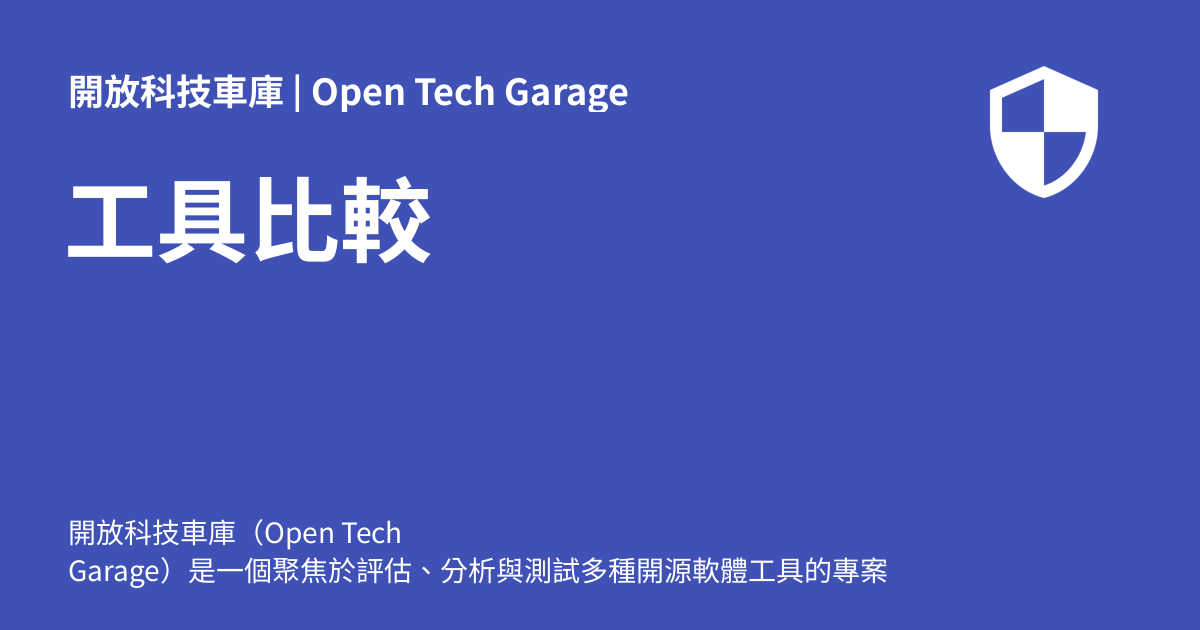 開放科技車庫 | Open Tech Garage
工具比較
開放科技車庫（Open Tech
Garage）是一個聚焦於評估、分析與測試多種開源軟體工具的專案